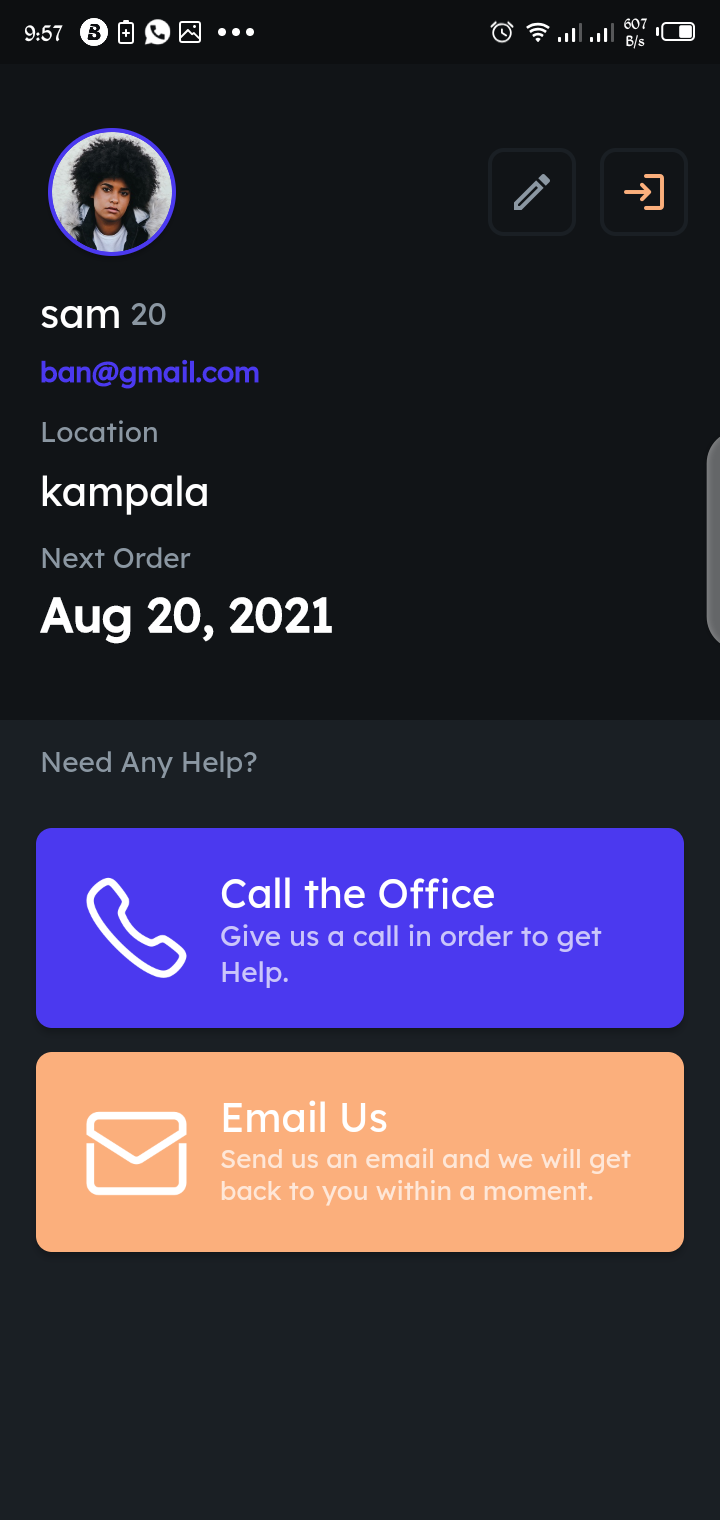 9:57
607
B/s
sam 20
ban@gmail.com
Location
kampala
Next Order
Aug 20, 2021
Need Any Help?
Call the Office
Give us a call in order to get
Help.
Email Us
Send us an email and we will get
back to you within a moment.